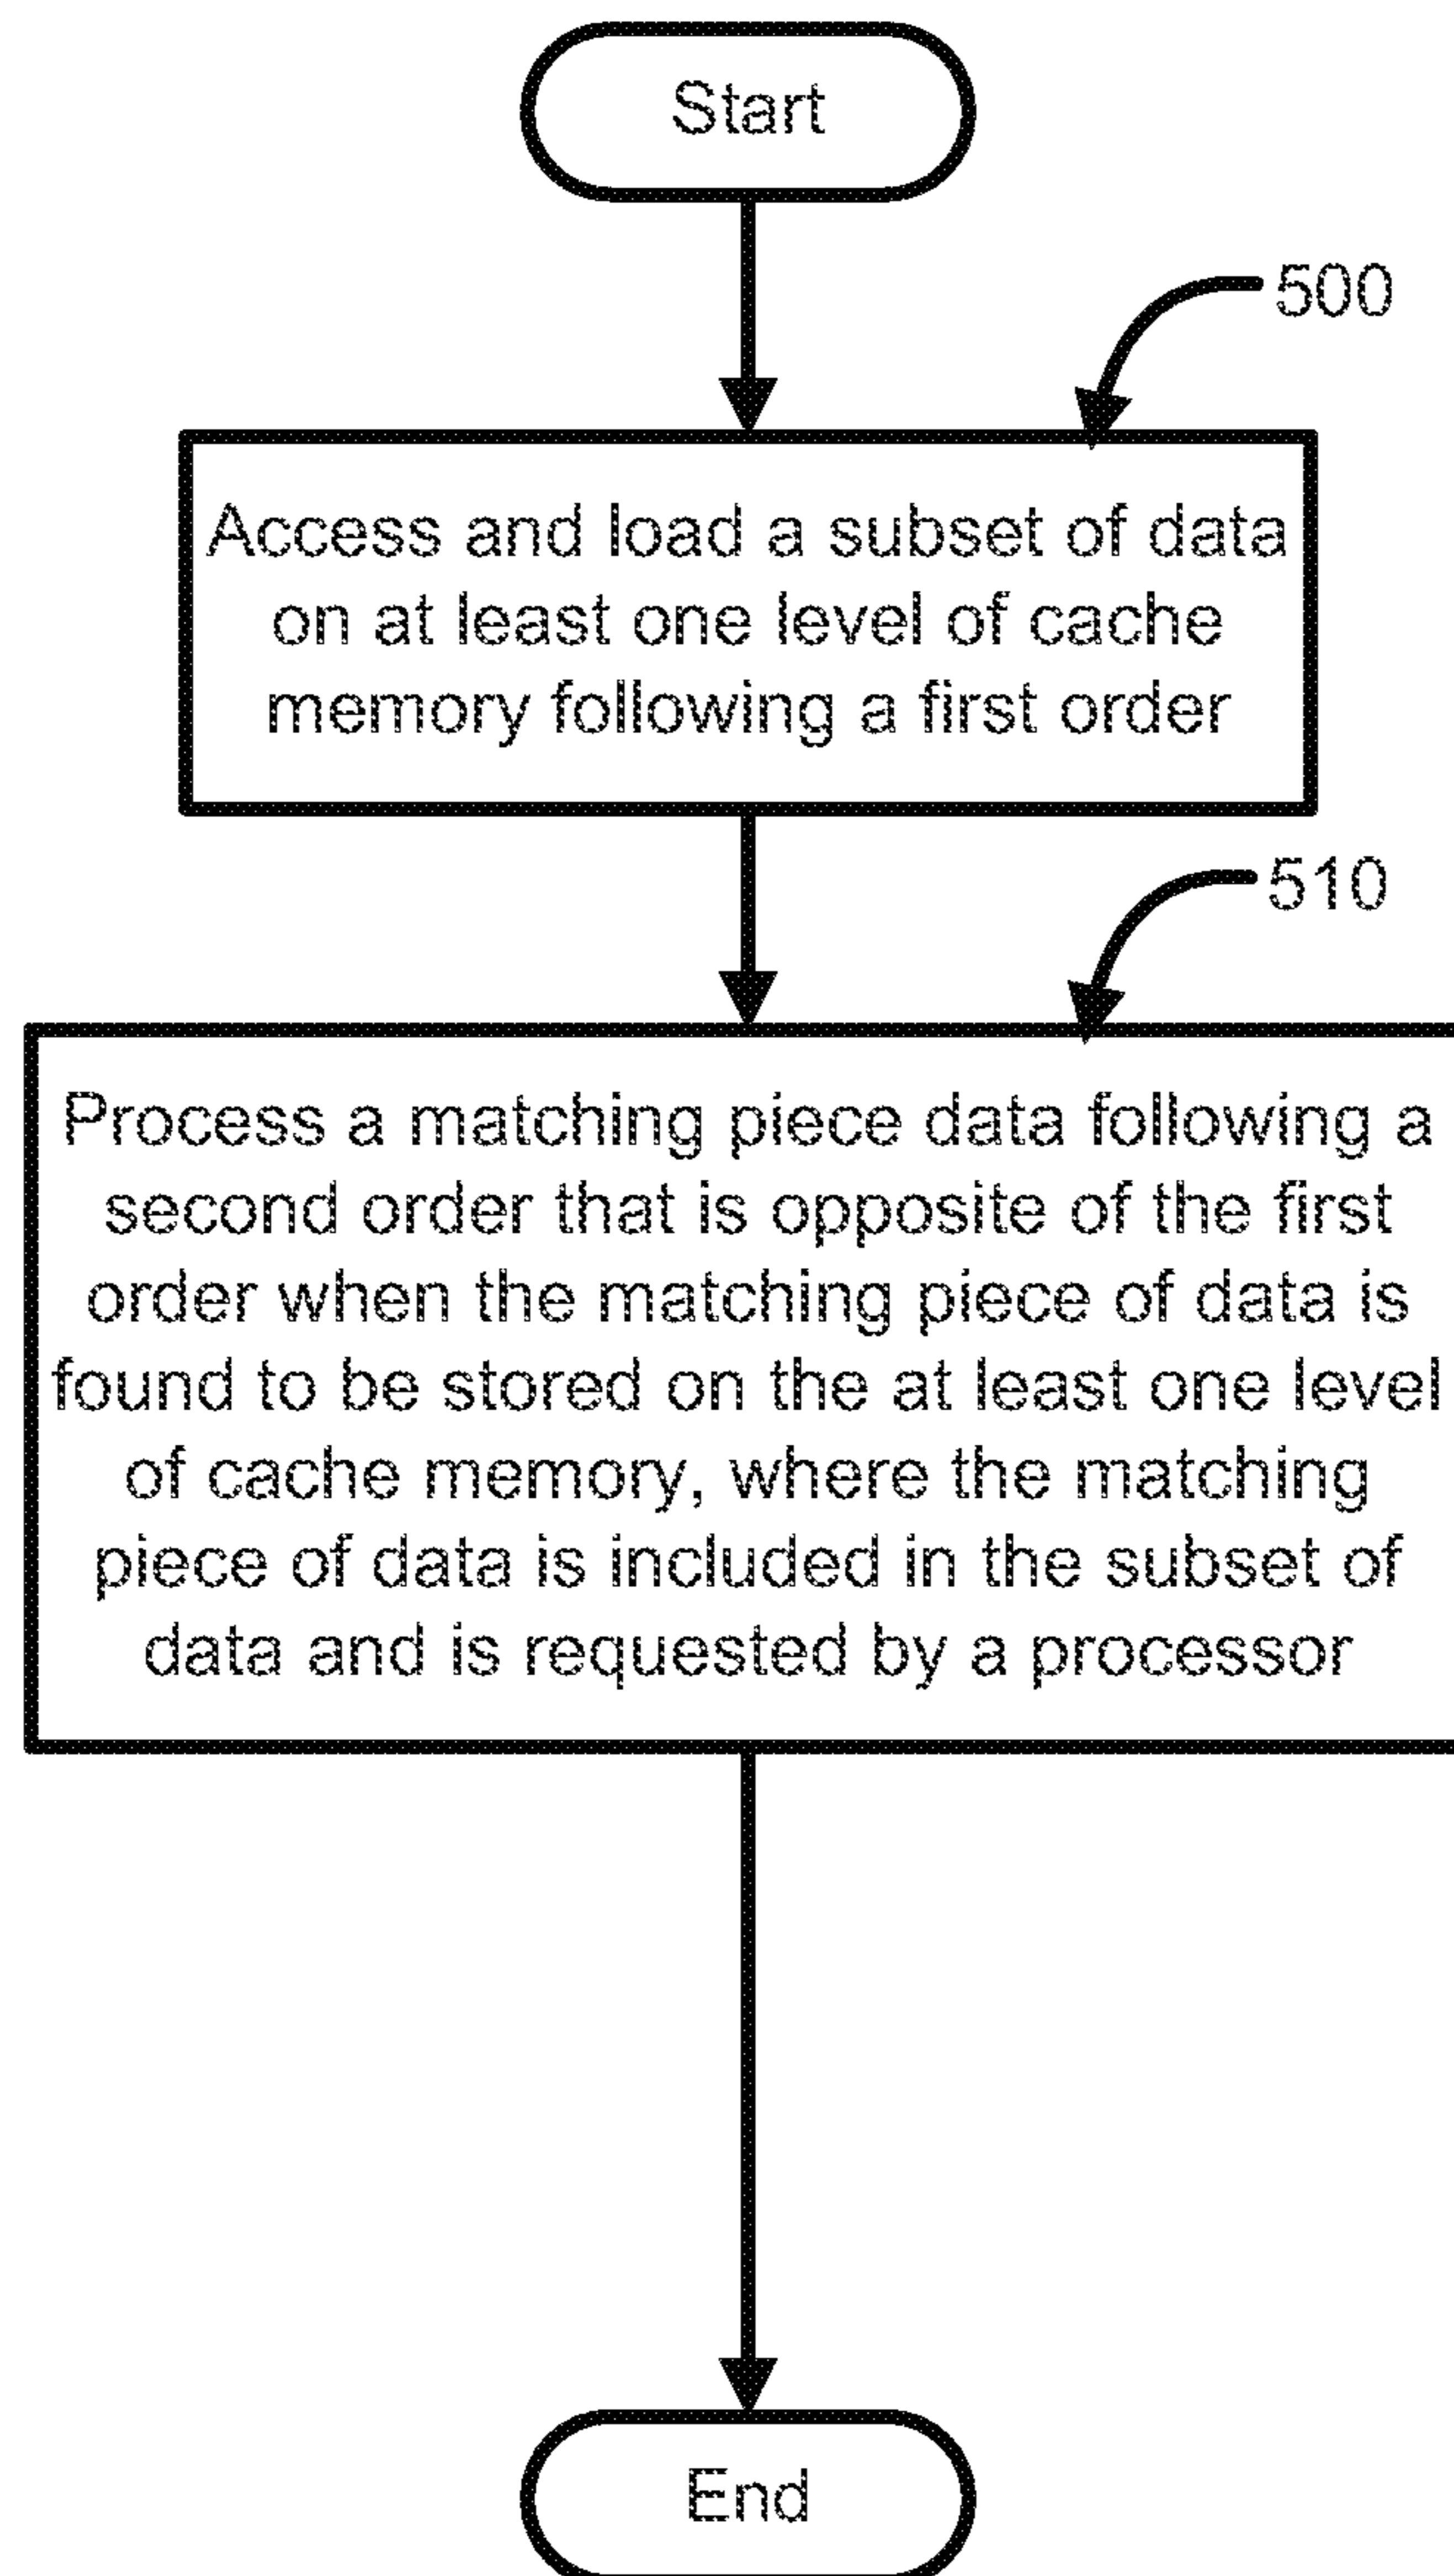 Start
500
Access and load a subset of data
on at least one level of cache
memory following a first order
510
Process a matching piece data following a
second order that is opposite of the first
order when the matching piece of data is
found to be stored on the at least one level
of cache memory, where the matching
piece of data is included in the subset of
data and is requested by a processor
End